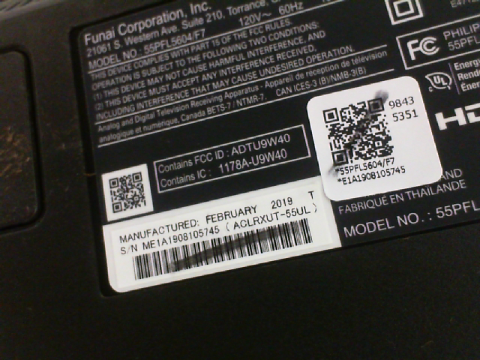 Funai Corporation, Inc.
21061 S. Western Ave. Suite 210, Torrance,
MODEL NO.: 55PFL5604/F7 120V~ 60Hz
THIS DEVICE COMPLIES WITH PART 15 OF THE FCC RULES.
OPERATION IS SUBJECT TO THE FOLLOWING TWO CONDITIONS:
(1) THIS DEVICE MAY NOT CAUSE HARMFUL INTERFERENCE, AND
(2) THIS DEVICE MUST ACCEPT ANY INTERFERENCE RECEIVED,
INCLUDING INTERFERENCE THAT MAY CAUSE UNDESIRED OPERATION.
Analog and Digital Television Receiving Apparatus - Appareil de réception de télévision
analogique et numérique, Canada BETS-7 / NTMR-7, CAN ICES-3 (B)/NMB-3(B)
FC
PHILIP
55PFL
UL
Energy
HD
9843
5351
*55PFL5604/F7
*E1A1908105745
Contains FCC ID : ADTU9W40
Contains IC : 1178A-U9W40
FABRIQUÉ EN THAÏLANDE
MODEL NO.: 55PF
MANUFACTURED: FEBRUARY 2019 T
S/N ME1A1908105745 ( ACLRXUT-55UL)